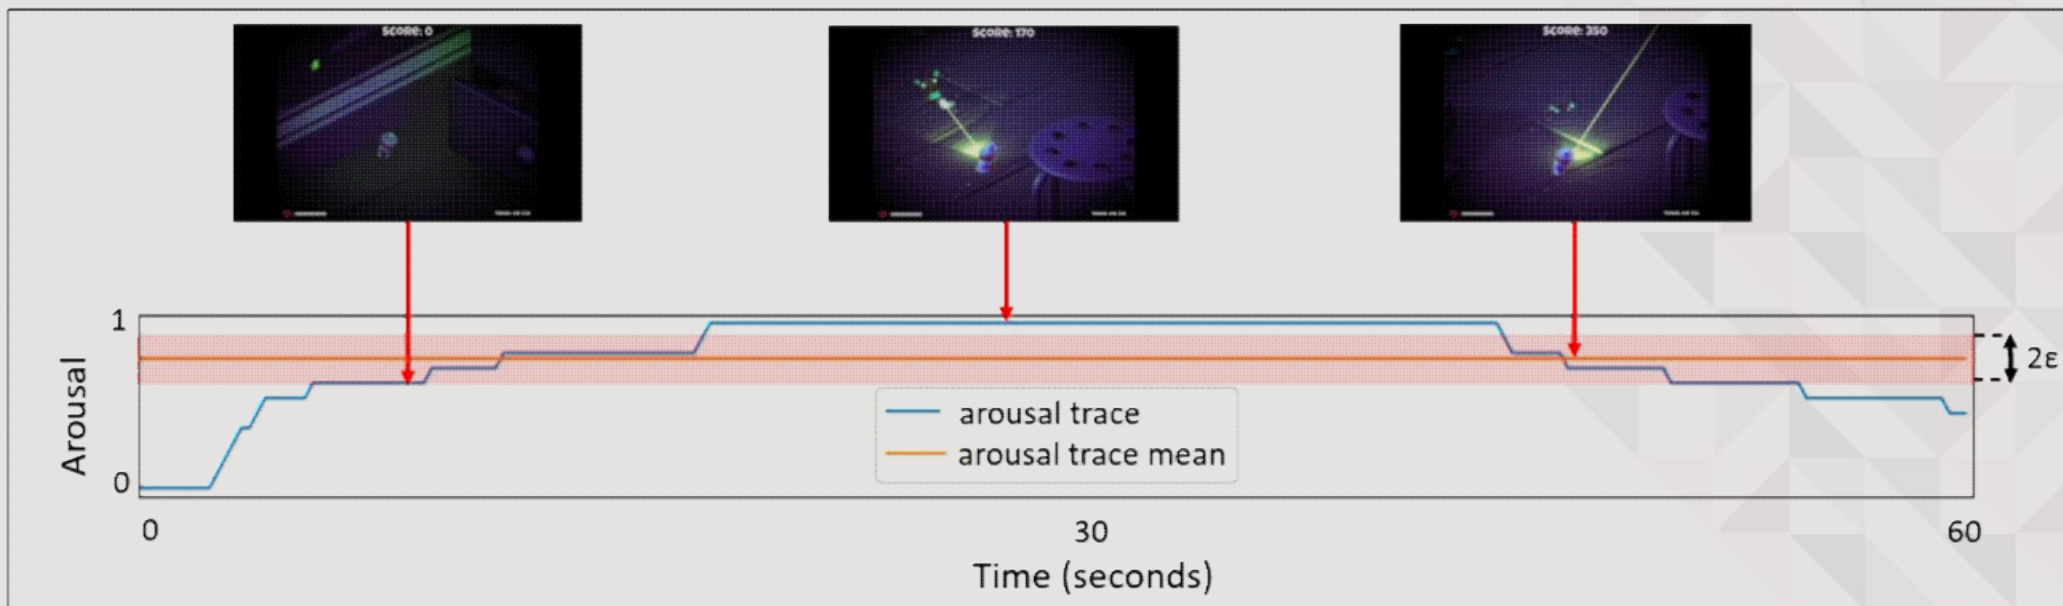 SCORE: 0
SCORE: 170
SCORE: 350
1
Arousal
0
2ε
arousal trace
arousal trace mean
0
30
60
Time (seconds)